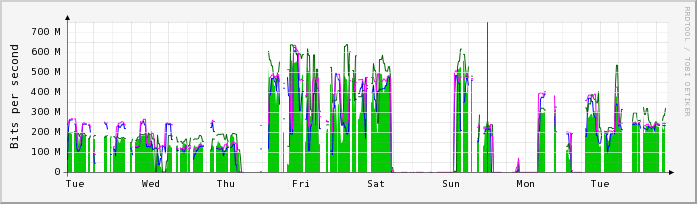 700 M
600 M
500 M
400 M
300 M
200 M
100 M
0
Bits per second
Tue Wed Thu Fri Sat Sun Mon Tue
RRDTOOL / TOBI OETIKER